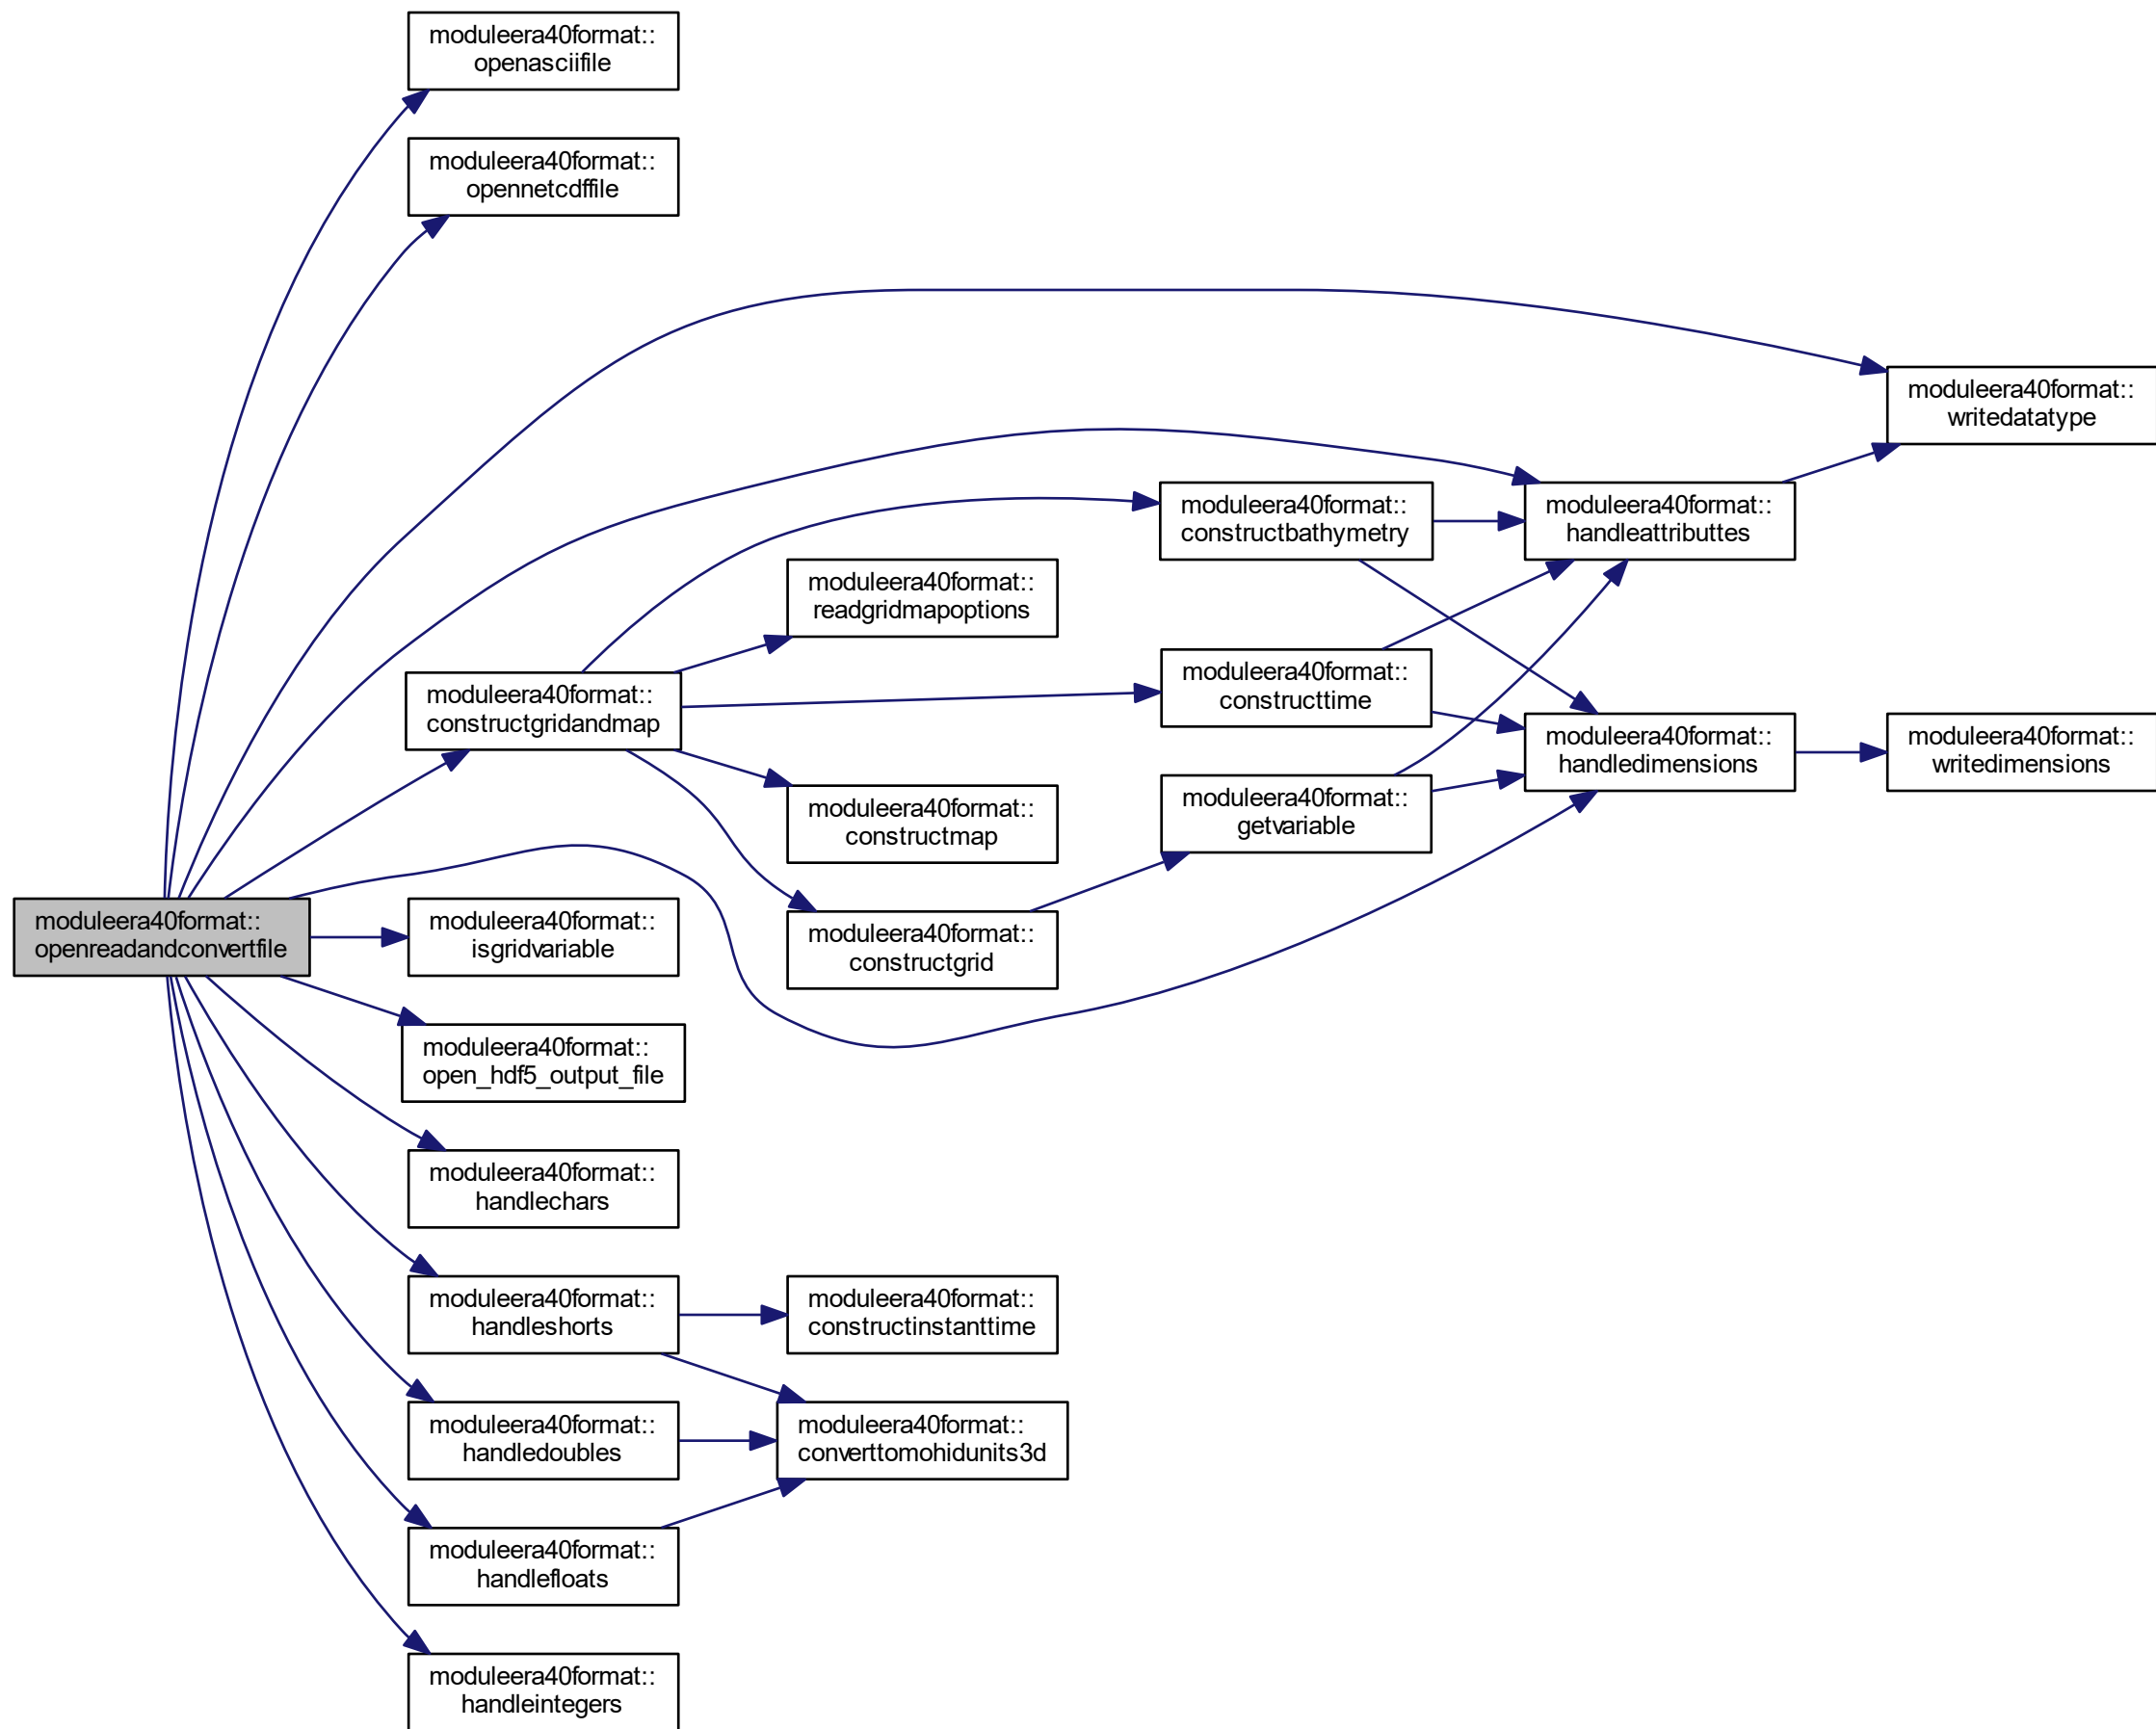 moduleera40format::
openasciifile
moduleera40format::
opennetcdffile
moduleera40format::
writedatatype
moduleera40format::
constructbathymetry
moduleera40format::
handleattributtes
moduleera40format::
readgridmapoptions
moduleera40format::
constructgridandmap
moduleera40format::
constructtime
moduleera40format::
handledimensions
moduleera40format::
writedimensions
moduleera40format::
constructmap
moduleera40format::
getvariable
moduleera40format::
openreadandconvertfile
moduleera40format::
isgridvariable
moduleera40format::
constructgrid
moduleera40format::
open_hdf5_output_file
moduleera40format::
handlechars
moduleera40format::
handleshorts
moduleera40format::
constructinstanttime
moduleera40format::
handledoubles
moduleera40format::
converttomohidunits3d
moduleera40format::
handlefloats
moduleera40format::
handleintegers